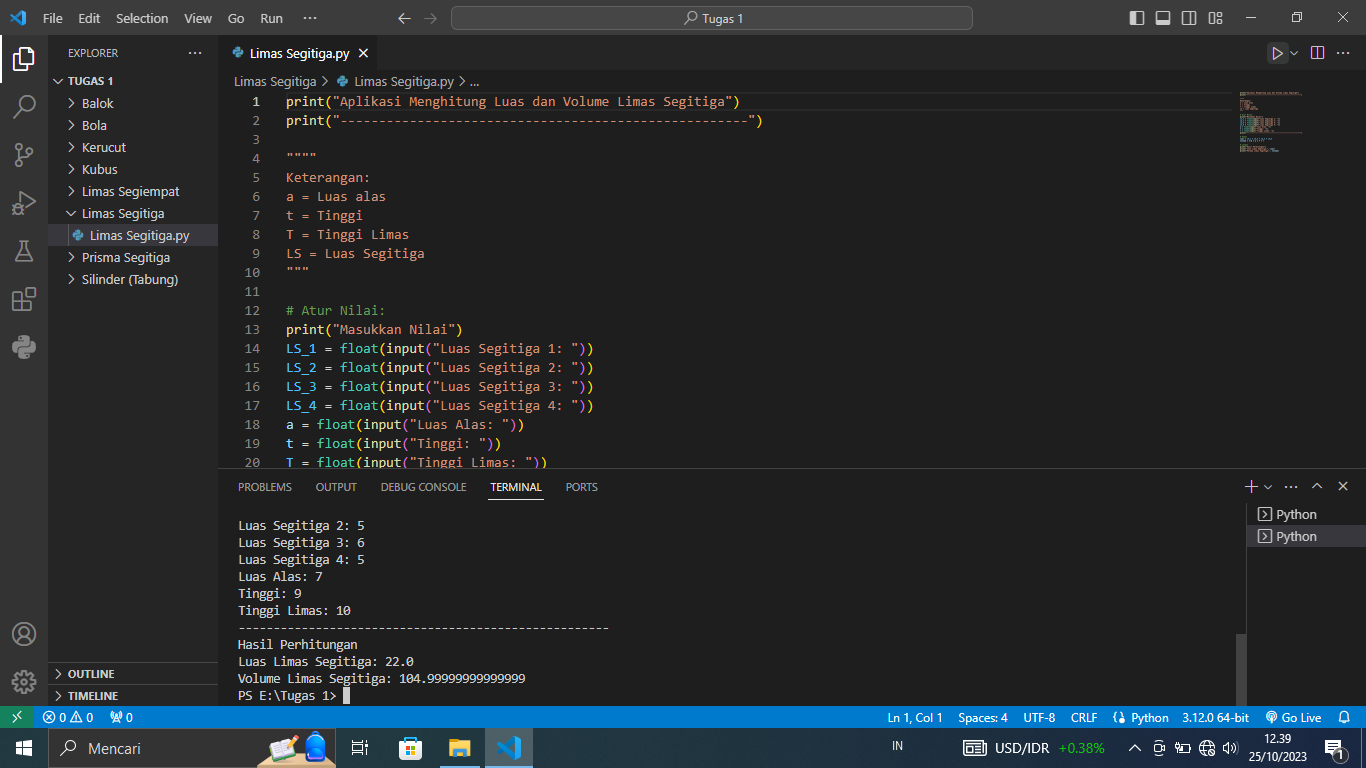 File Edit Selection View Go Run ··· Tugas 1
EXPLORER ···
TUGAS 1
Balok
Bola
Kerucut
Kubus
Limas Segiempat
Limas Segitiga
Limas Segitiga.py
Prisma Segitiga
Silinder (Tabung)
OUTLINE
TIMELINE
Limas Segitiga.py
Limas Segitiga > Limas Segitiga.py > ...
1 print("Aplikasi Menghitung Luas dan Volume Limas Segitiga")
2 print("-----------------------------------------------------")
3
4 """"
5 Keterangan:
6 a = Luas alas
7 t = Tinggi
8 T = Tinggi Limas
9 LS = Luas Segitiga
10 """
11
12 # Atur Nilai:
13 print("Masukkan Nilai")
14 LS_1 = float(input("Luas Segitiga 1: "))
15 LS_2 = float(input("Luas Segitiga 2: "))
16 LS_3 = float(input("Luas Segitiga 3: "))
17 LS_4 = float(input("Luas Segitiga 4: "))
18 a = float(input("Luas Alas: "))
19 t = float(input("Tinggi: "))
20 T = float(input("Tinggi Limas: "))
PROBLEMS OUTPUT DEBUG CONSOLE TERMINAL PORTS
Luas Segitiga 2: 5
Luas Segitiga 3: 6
Luas Segitiga 4: 5
Luas Alas: 7
Tinggi: 9
Tinggi Limas: 10
-----------------------------------------------------
Hasil Perhitungan
Luas Limas Segitiga: 22.0
Volume Limas Segitiga: 104.99999999999999
PS E:\Tugas 1>
Python
Python
0 0 0 Ln 1, Col 1 Spaces: 4 UTF-8 CRLF Python 3.12.0 64-bit Go Live
Mencari IN USD/IDR +0.38% 12.39
25/10/2023 1